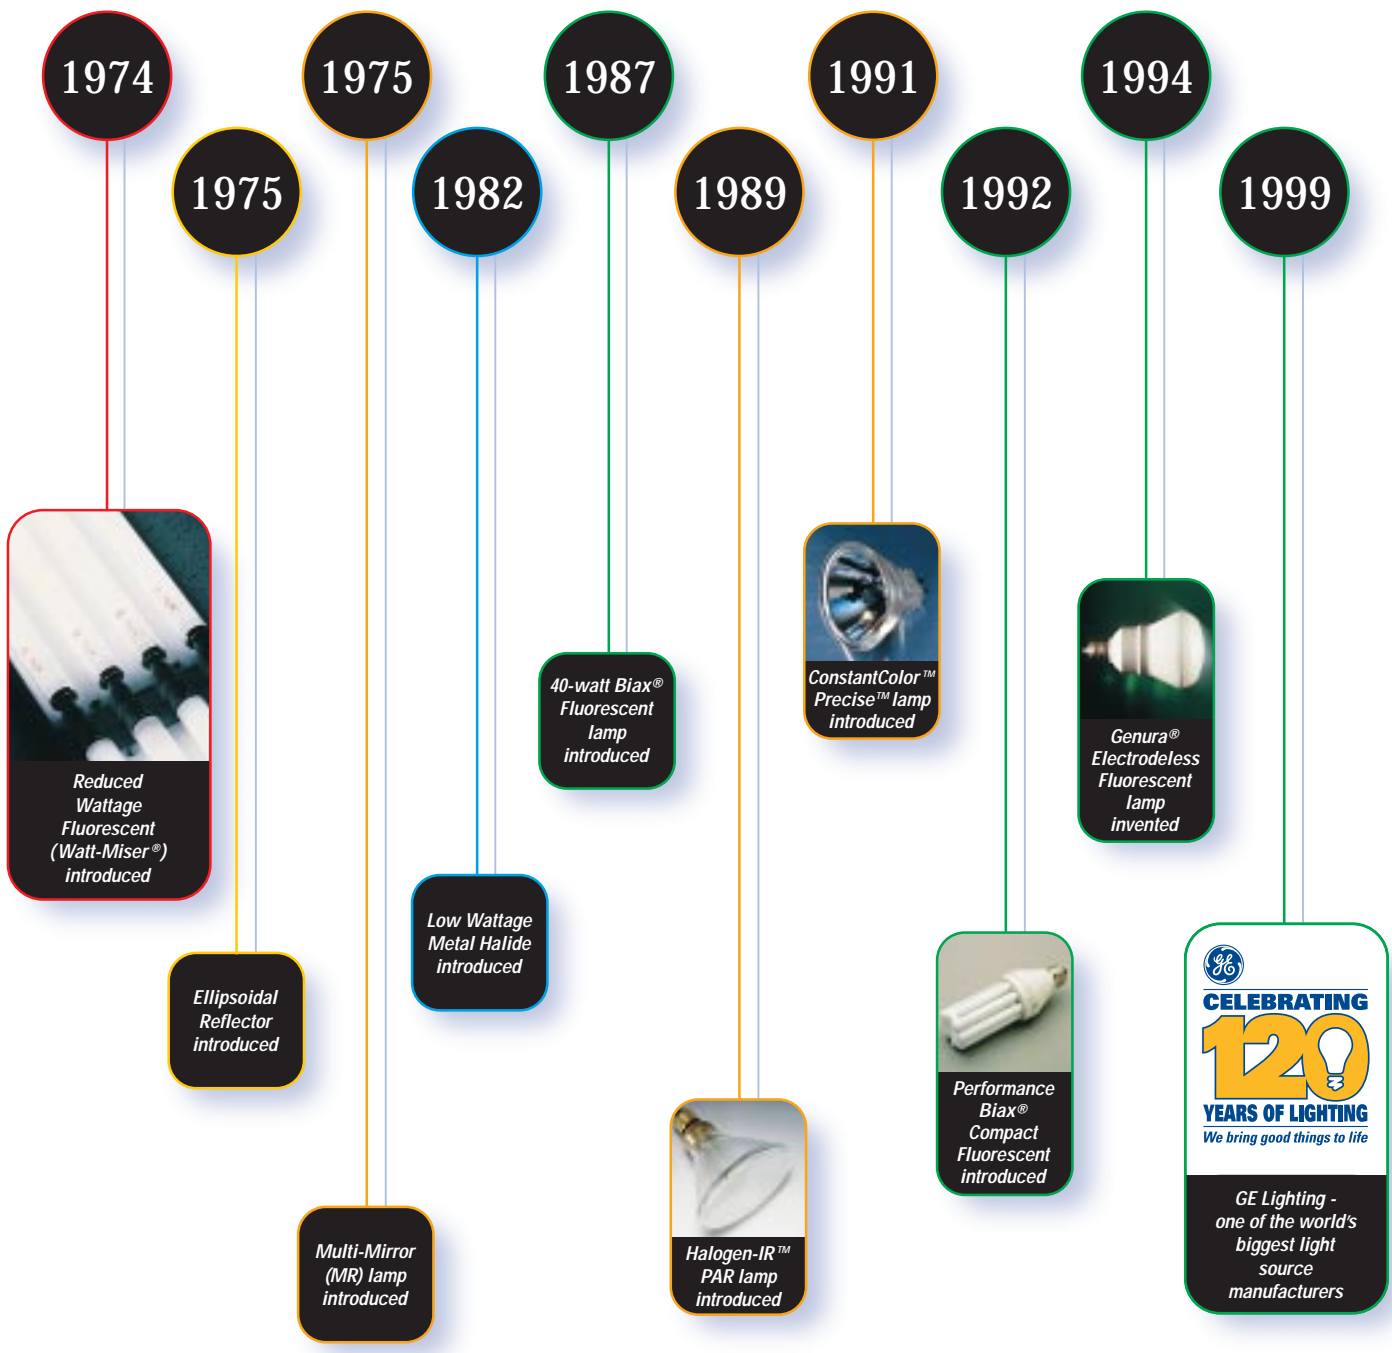 1974
1975
1987
1991
1994
1975
1982
1989
1992
1999
Reduced
Wattage
Fluorescent
(Watt-Miser®)
introduced
Ellipsoidal
Reflector
introduced
Multi-Mirror
(MR) lamp
introduced
Low Wattage
Metal Halide
introduced
40-watt Biax®
Fluorescent
lamp
introduced
Halogen-IR™
PAR lamp
introduced
ConstantColor™
Precise™ lamp
introduced
Performance
Biax®
Compact
Fluorescent
introduced
Genura®
Electrodeless
Fluorescent
lamp
invented
GE
CELEBRATING
120
YEARS OF LIGHTING
We bring good things to life
GE Lighting -
one of the world's
biggest light
source
manufacturers